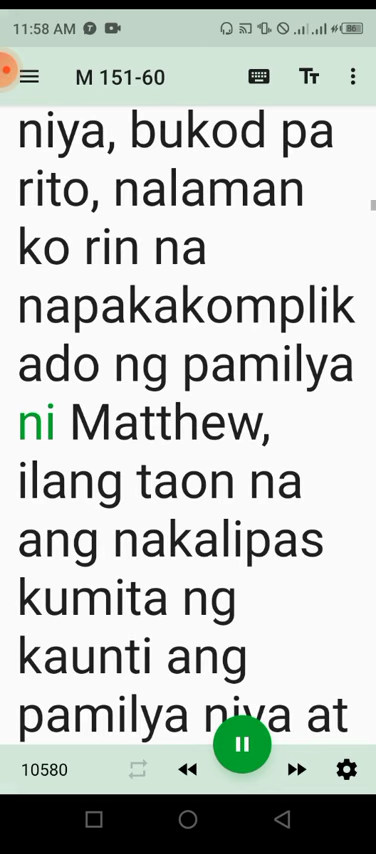 11:58 AM
86
M 151-60
niya, bukod pa
rito, nalaman
ko rin na
napakakomplik
ado ng pamilya
ni Matthew,
ilang taon na
ang nakalipas
kumita ng
kaunti ang
pamilya niya at
10580